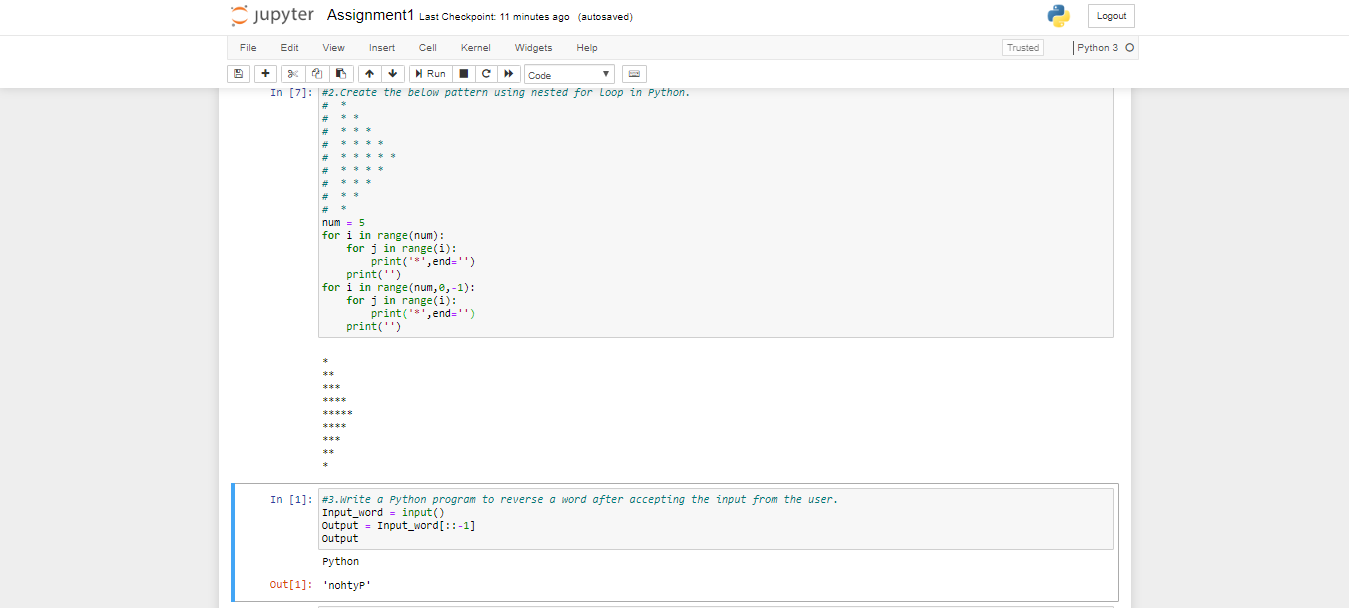 jupyter Assignment1 Last Checkpoint: 11 minutes ago (autosaved)
Logout
File Edit View Insert Cell Kernel Widgets Help
Trusted
Python 3
Run
Code
In [7]: #2.Create the below pattern using nested for loop in Python.
#  *
#  * *
#  * * *
#  * * * *
#  * * * * *
#  * * * *
#  * * *
#  * *
#  *
num = 5
for i in range(num):
    for j in range(i):
        print('*',end='')
    print('')
for i in range(num,0,-1):
    for j in range(i):
        print('*',end='')
    print('')
*
**
***
****
*****
****
***
**
*
In [1]: #3.Write a Python program to reverse a word after accepting the input from the user.
Input_word = input()
Output = Input_word[::-1]
Output
Python
Out[1]: 'nohtyP'